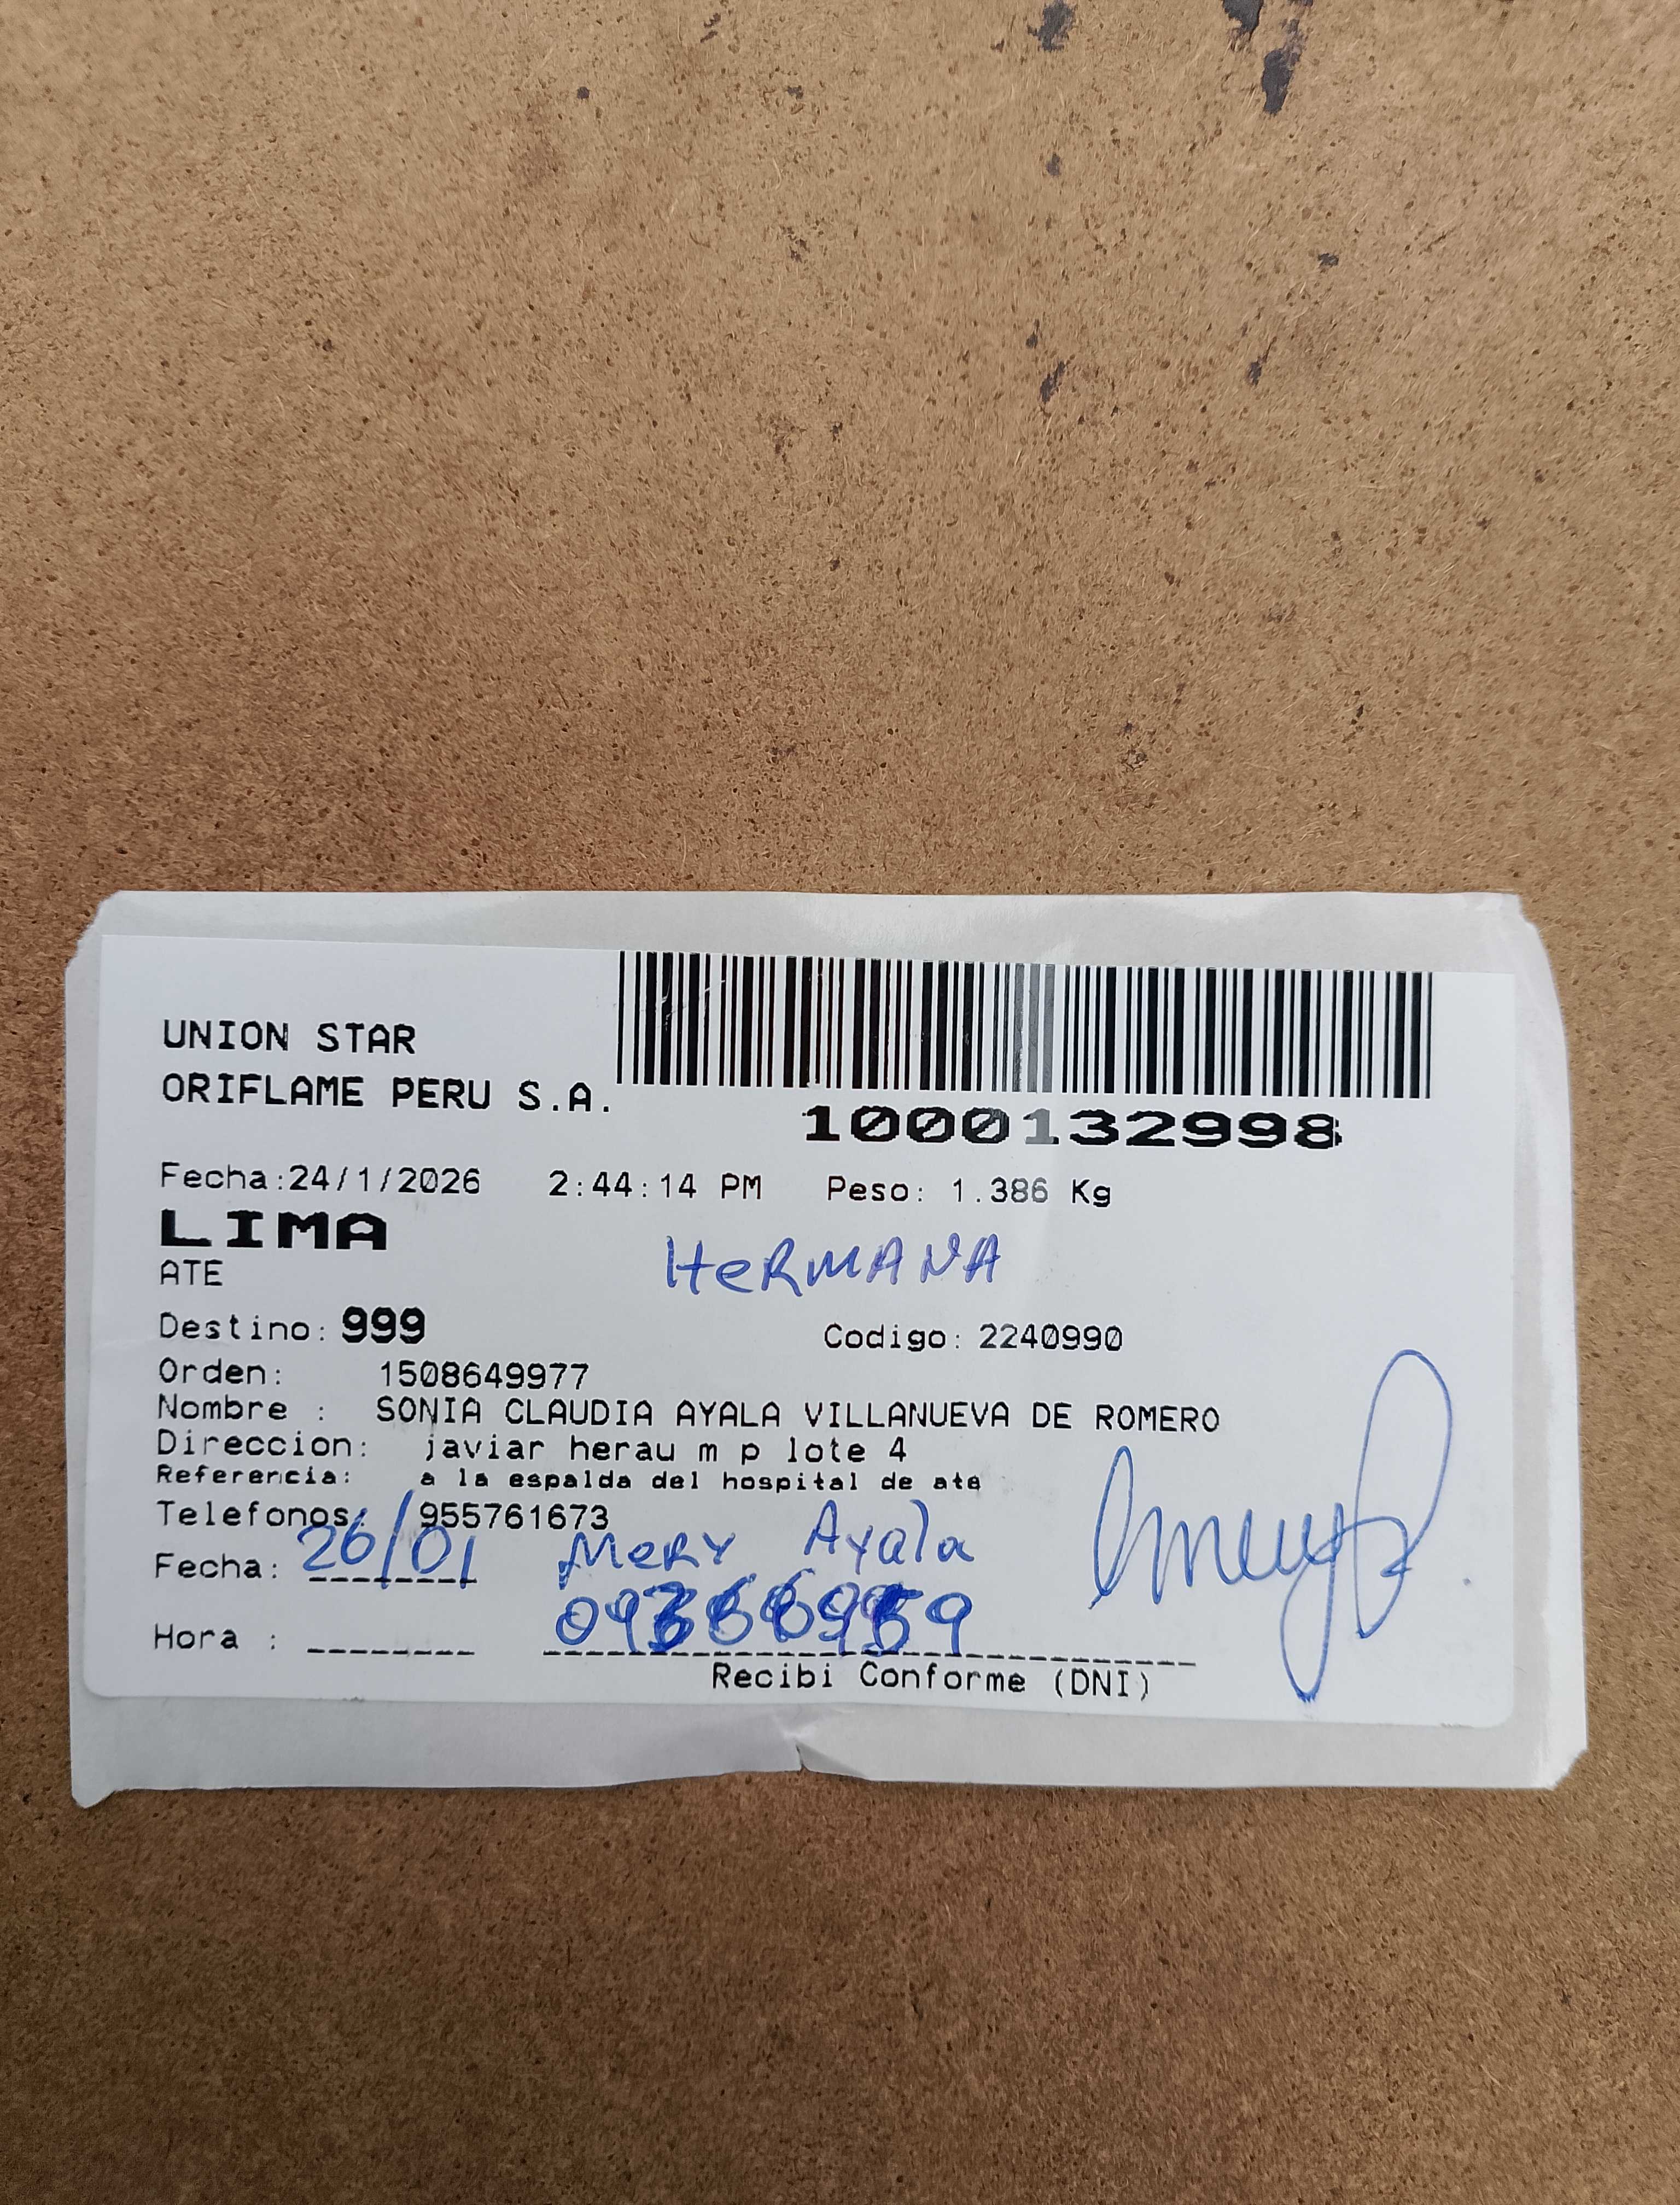 UNION STAR
ORIFLAME PERU S.A.
1000132998
Fecha:24/1/2026 2:44:14 PM Peso: 1.386 Kg
LIMA
ATE
HeRMANA
Destino: 999 Codigo: 2240990
Orden: 1508649977
Nombre : SONIA CLAUDIA AYALA VILLANUEVA DE ROMERO
Direccion: javiar herau m p lote 4
Referencia: a la espalda del hospital de ate
Telefonos: 955761673
Fecha: 26/01 MeRY Ayala
Hora :
Recibi Conforme (DNI)